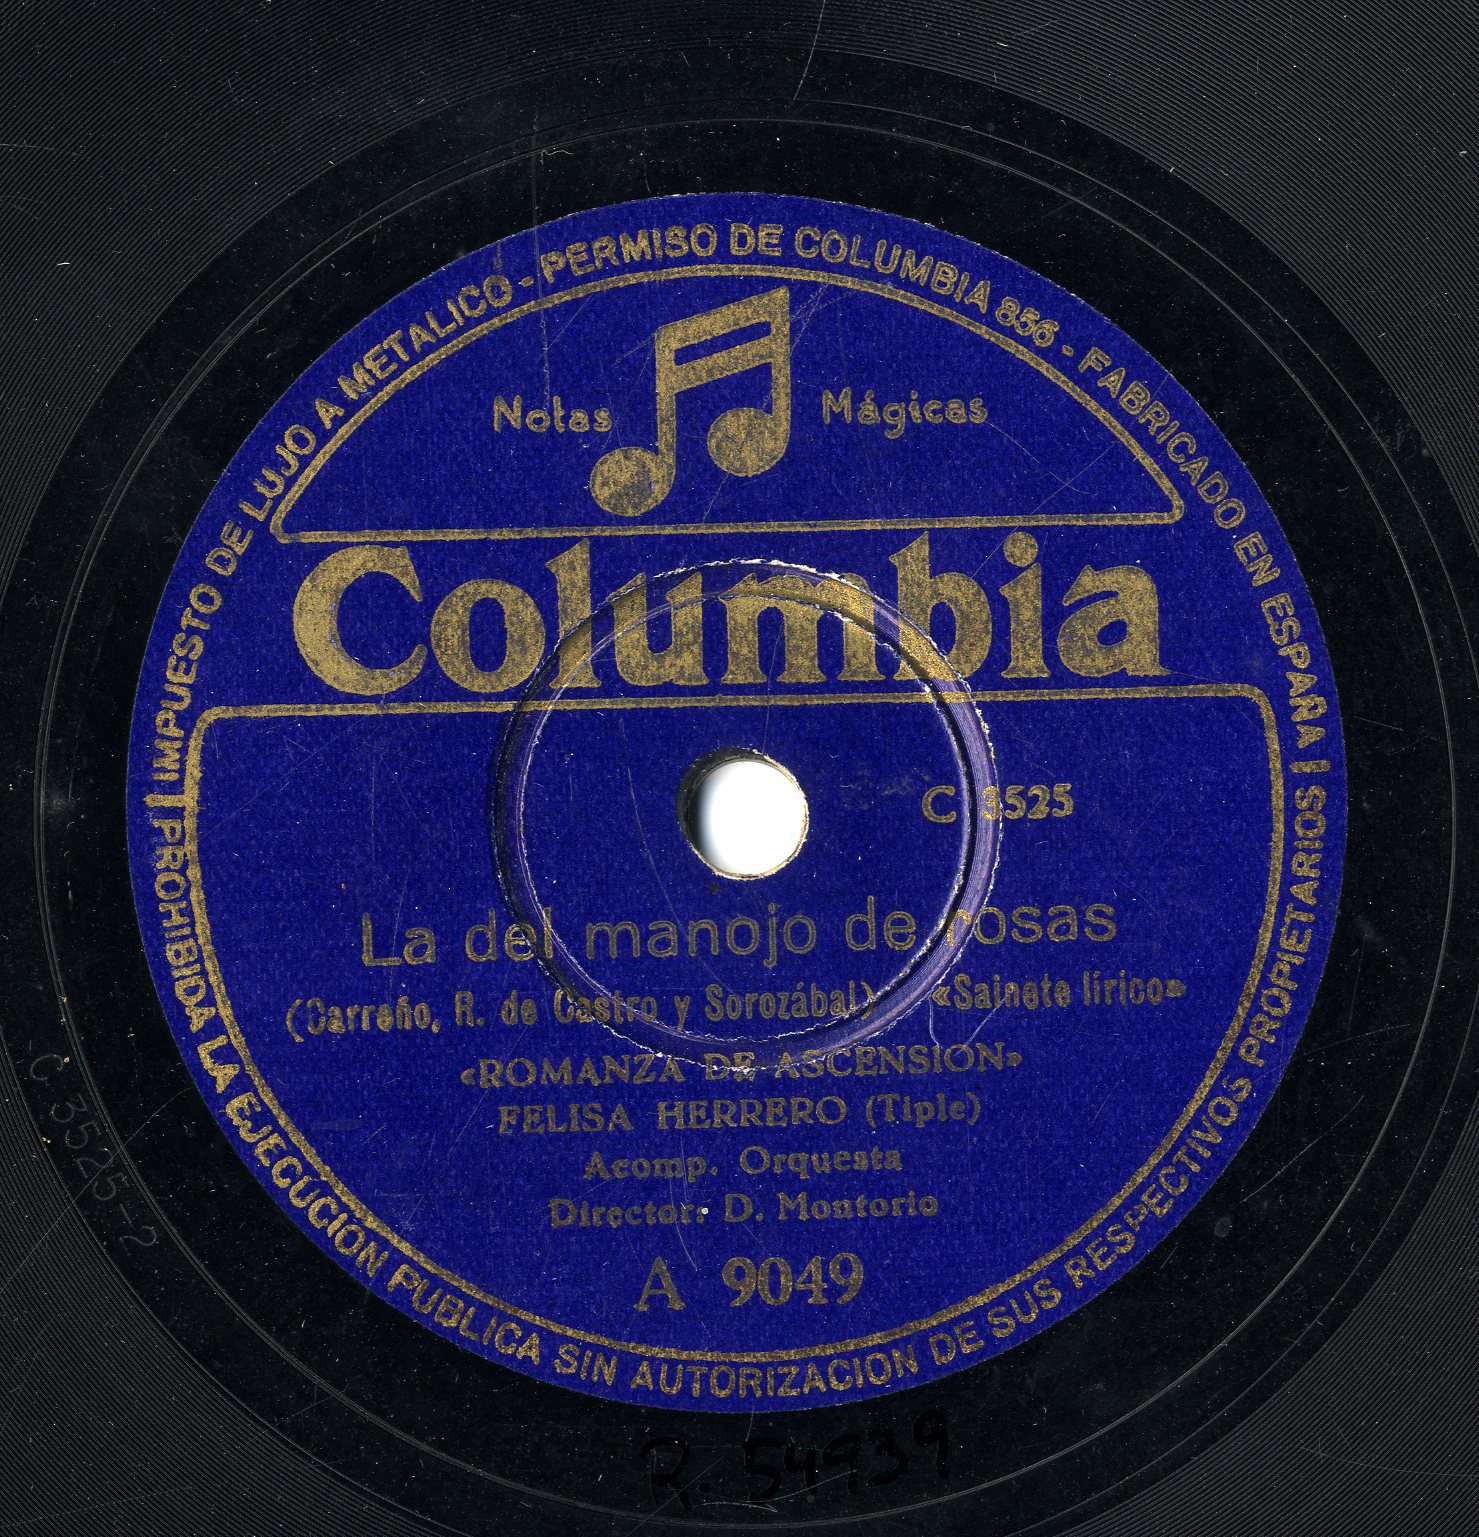 IMPUESTO DE LUJO A METALICO - PERMISO DE COLUMBIA 856 - FABRICADO EN ESPAÑA
Notas Mágicas
Columbia
C 3525
La del manojo de rosas
(Carreño, R. de Castro y Sorozábal) «Sainete lírico»
«ROMANZA DE ASCENSION»
FELISA HERRERO (Tiple)
Acomp. Orquesta
Director: D. Montorio
A 9049
PROHIBIDA LA EJECUCION PUBLICA SIN AUTORIZACION DE SUS RESPECTIVOS PROPIETARIOS
C 3525-2
R. 54939